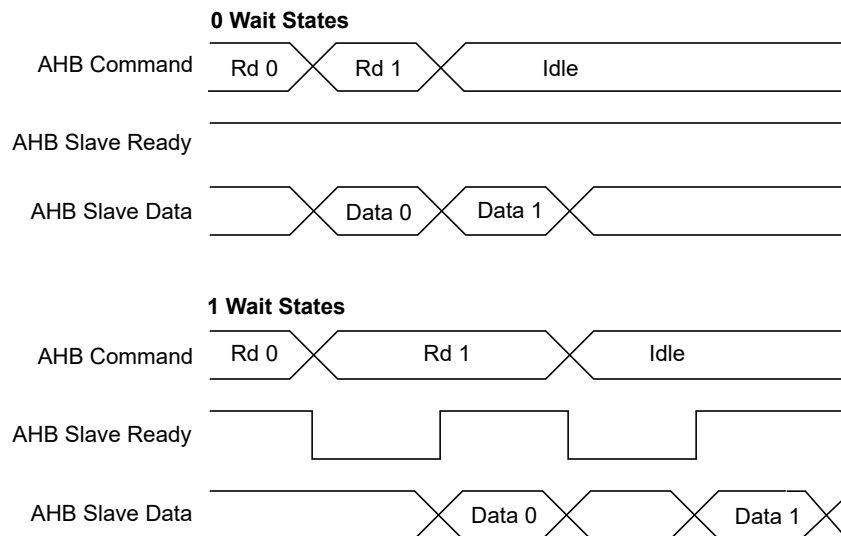 0 Wait States
AHB Command Rd 0 Rd 1 Idle
AHB Slave Ready
AHB Slave Data Data 0 Data 1
1 Wait States
AHB Command Rd 0 Rd 1 Idle
AHB Slave Ready
AHB Slave Data Data 0 Data 1